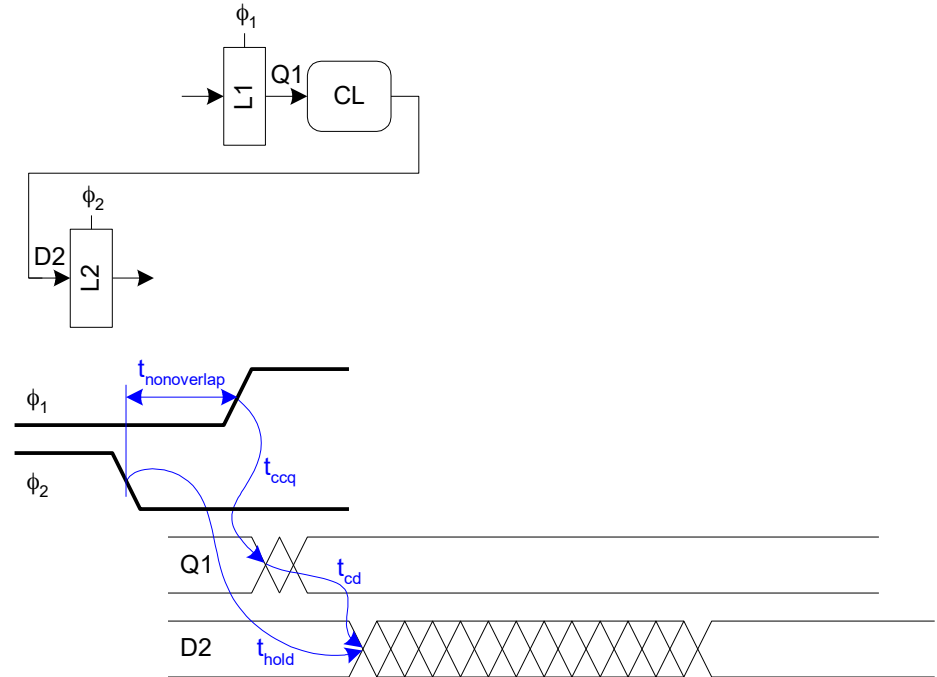 ϕ1
L1
Q1
CL
ϕ2
D2
L2
tnonoverlap
ϕ1
tccq
ϕ2
Q1
tcd
D2
thold